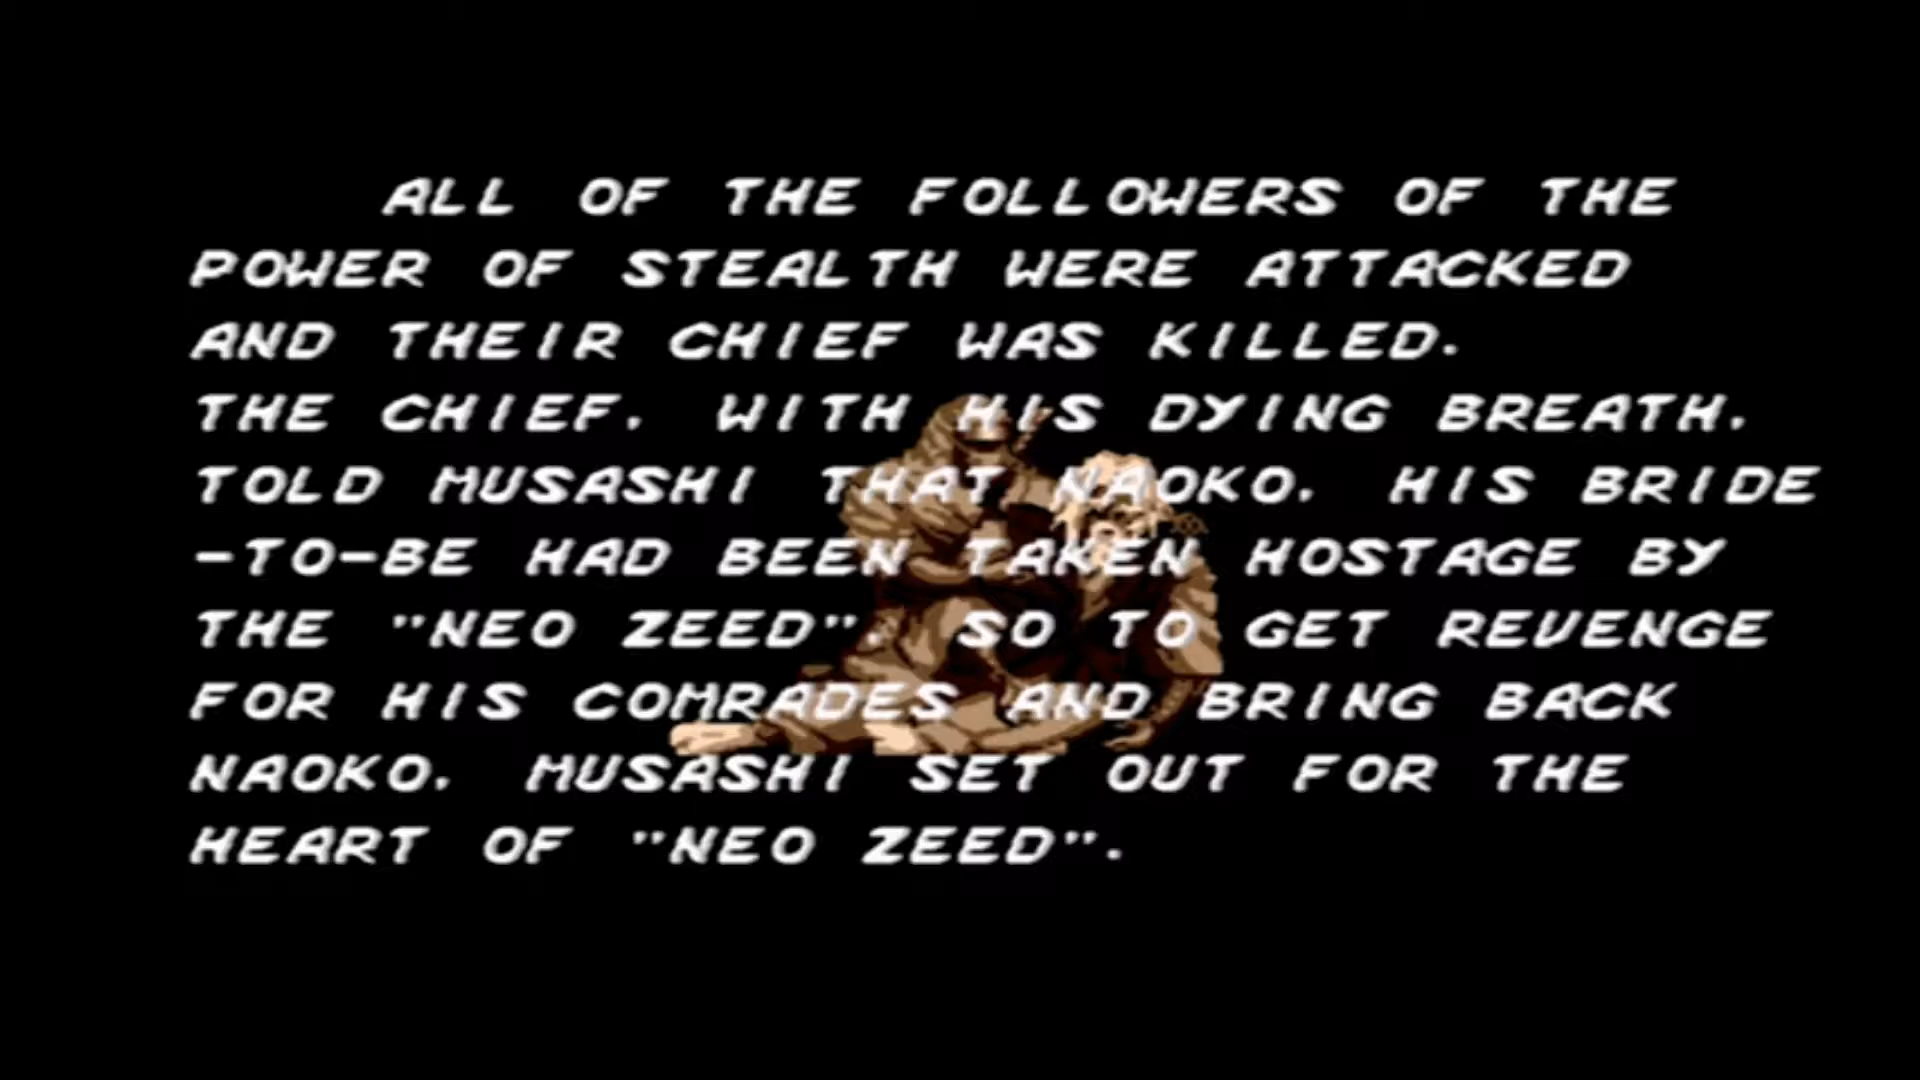 ALL OF THE FOLLOWERS OF THE
POWER OF STEALTH WERE ATTACKED
AND THEIR CHIEF WAS KILLED.
THE CHIEF, WITH HIS DYING BREATH,
TOLD MUSASHI THAT NAOKO, HIS BRIDE
-TO-BE HAD BEEN TAKEN HOSTAGE BY
THE "NEO ZEED". SO TO GET REVENGE
FOR HIS COMRADES AND BRING BACK
NAOKO, MUSASHI SET OUT FOR THE
HEART OF "NEO ZEED".